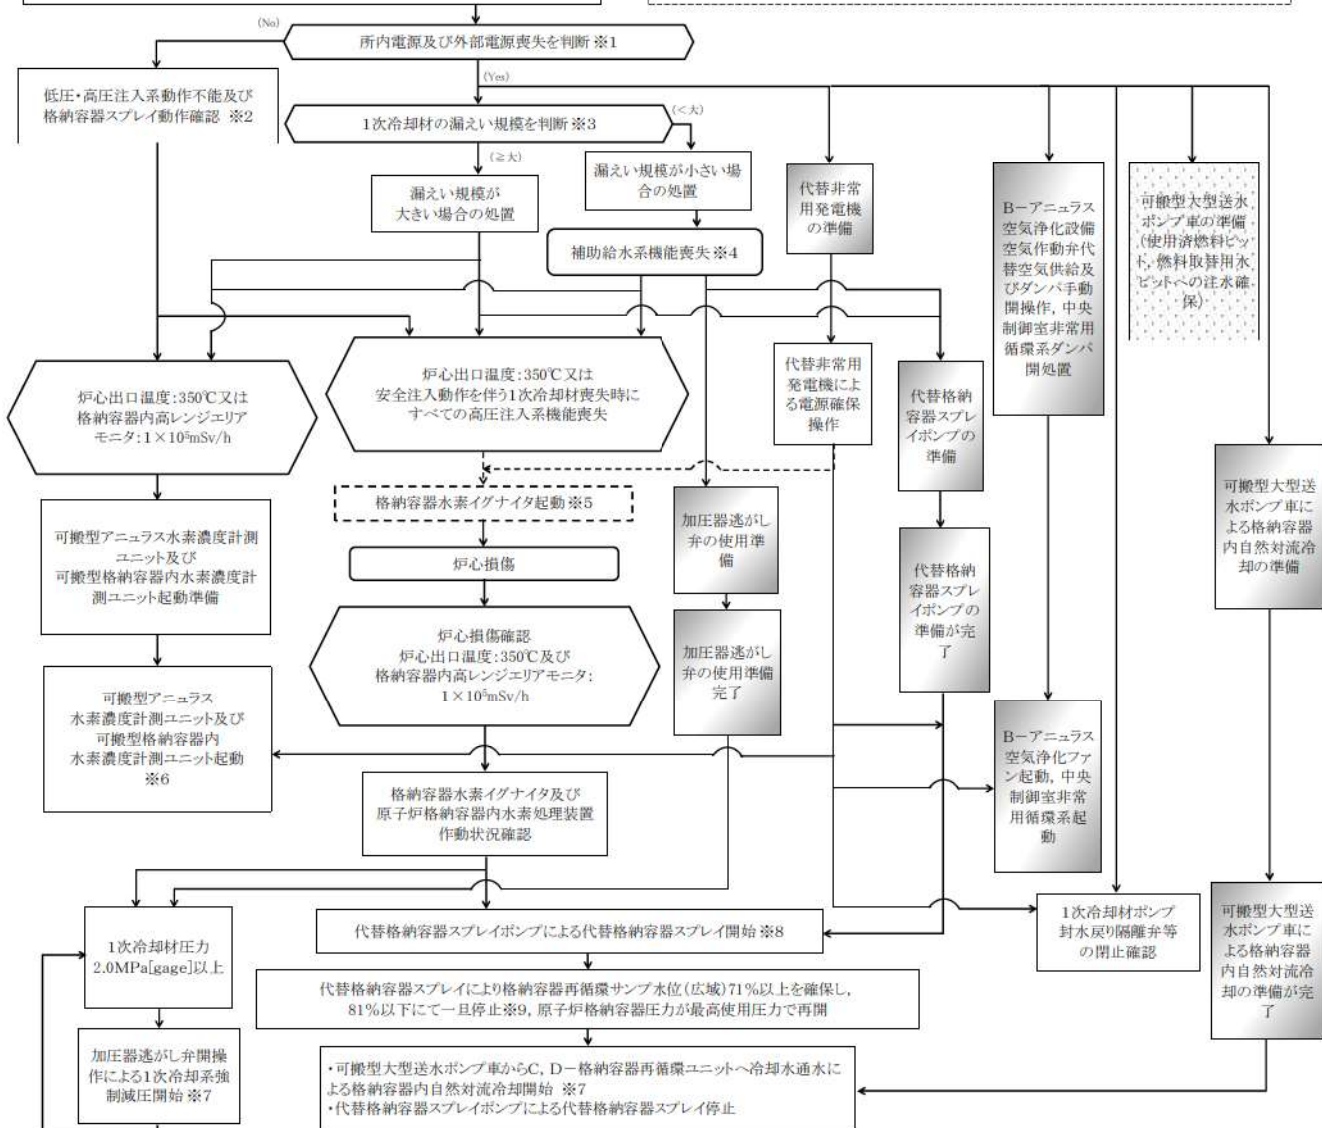 (No)
所内電源及び外部電源喪失を判断※1
(Yes)
低圧・高圧注入系動作不能及び
格納容器スプレイ動作確認 ※2
1次冷却材の漏えい規模を判断※3
(<大)
(≧大)
漏えい規模が
大きい場合の処置
漏えい規模が小さい場
合の処置
補助給水系機能喪失※4
代替非常
用発電機
の準備
B-アニュラス
空気浄化設備
空気作動弁代
替空気供給及
びダンパ手動
開操作，中央
制御室非常用
循環系ダンパ
開処置
可搬型大型送水
ポンプ車の準備
(使用済燃料ピッ
ト，燃料取替用水
ピットへの注水確
保)
炉心出口温度：350℃又は
格納容器内高レンジエリア
モニタ：1×10⁵mSv/h
炉心出口温度：350℃又は
安全注入動作を伴う1次冷却材喪失時に
すべての高圧注入系機能喪失
代替非常用
発電機によ
る電源確保
操作
代替格納
容器スプレ
イポンプの
準備
可搬型大型送
水ポンプ車に
よる格納容器
内自然対流冷
却の準備
格納容器水素イグナイタ起動※5
加圧器逃がし
弁の使用準
備
可搬型アニュラス水素濃度計測
ユニット及び
可搬型格納容器内水素濃度計
測ユニット起動準備
炉心損傷
代替格納
容器スプレ
イポンプの
準備が完
了
炉心損傷確認
炉心出口温度：350℃及び
格納容器内高レンジエリアモニタ：
1×10⁵mSv/h
加圧器逃がし
弁の使用準備
完了
可搬型アニュラス
水素濃度計測ユニット及び
可搬型格納容器内
水素濃度計測ユニット起動
※6
B-アニュラス
空気浄化ファ
ン起動，中央
制御室非常
用循環系起
動
格納容器水素イグナイタ及び
原子炉格納容器内水素処理装置
作動状況確認
1次冷却材圧力
2.0MPa[gage]以上
代替格納容器スプレイポンプによる代替格納容器スプレイ開始※8
1次冷却材ポンプ
封水戻り隔離弁等
の閉止確認
可搬型大型送
水ポンプ車に
よる格納容器
内自然対流冷
却の準備が完
了
代替格納容器スプレイにより格納容器再循環サンプ水位(広域)71%以上を確保し，
81%以下にて一旦停止※9，原子炉格納容器圧力が最高使用圧力で再開
加圧器逃がし弁開操
作による1次冷却系強
制減圧開始※7
・可搬型大型送水ポンプ車からC，D-格納容器再循環ユニットへ冷却水通水に
よる格納容器内自然対流冷却開始 ※7
・代替格納容器スプレイポンプによる代替格納容器スプレイ停止